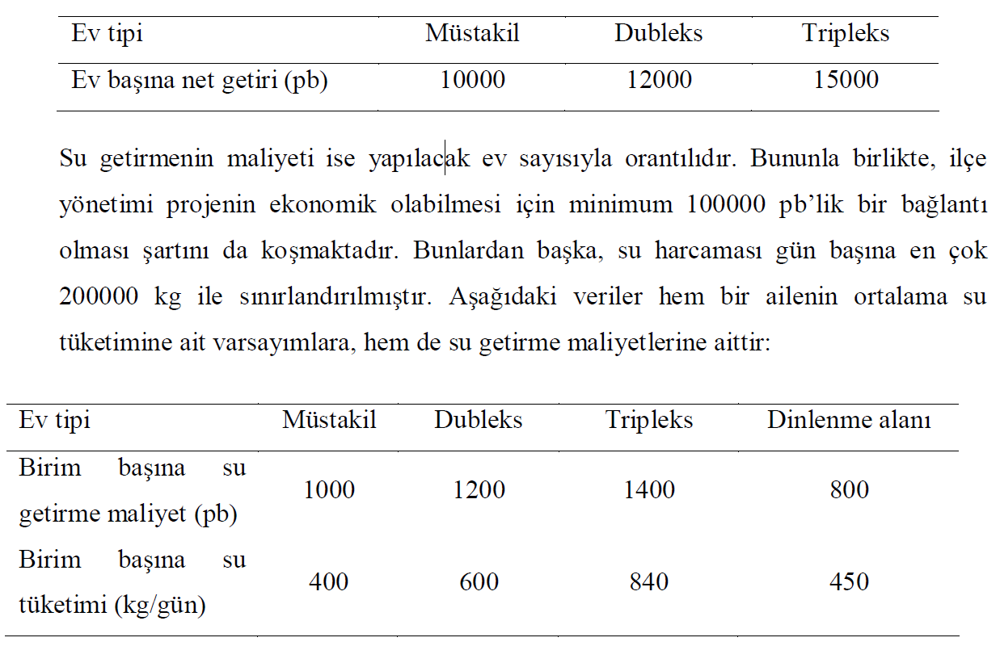 Ev tipi Müstakil Dubleks Tripleks
Ev başına net getiri (pb) 10000 12000 15000
Su getirmenin maliyeti ise yapılacak ev sayısıyla orantılıdır. Bununla birlikte, ilçe
yönetimi projenin ekonomik olabilmesi için minimum 100000 pb’lik bir bağlantı
olması şartını da koşmaktadır. Bunlardan başka, su harcaması gün başına en çok
200000 kg ile sınırlandırılmıştır. Aşağıdaki veriler hem bir ailenin ortalama su
tüketimine ait varsayımlara, hem de su getirme maliyetlerine aittir:
Ev tipi Müstakil Dubleks Tripleks Dinlenme alanı
Birim başına su
getirme maliyet (pb) 1000 1200 1400 800
Birim başına su
tüketimi (kg/gün) 400 600 840 450